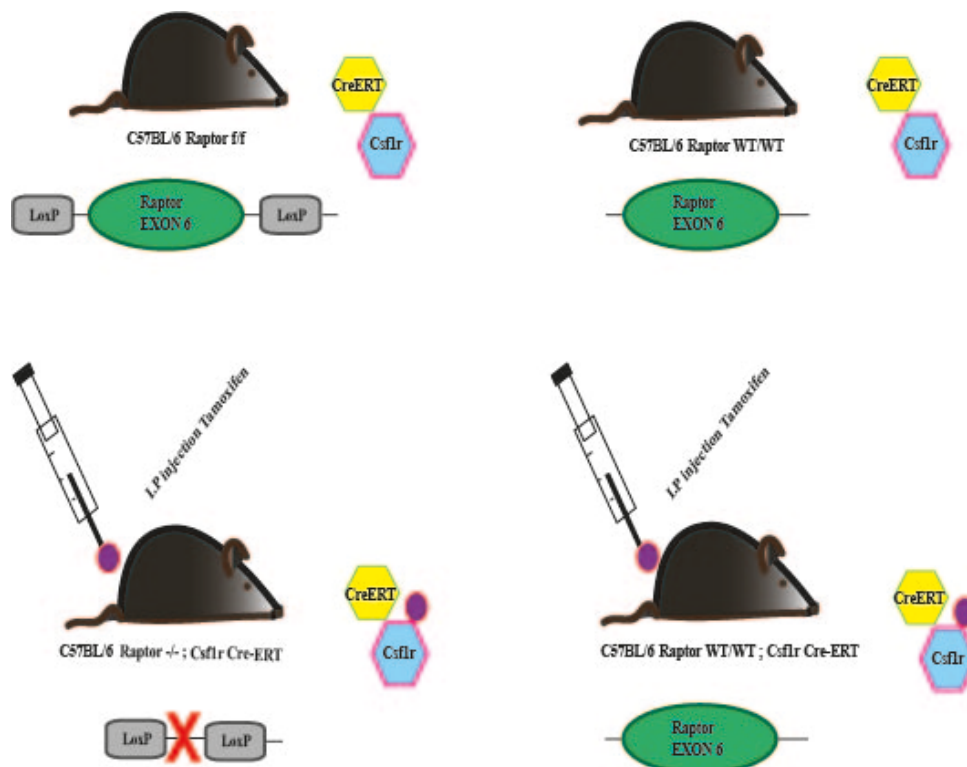 CreERT
Csf1r
C57BL/6 Raptor f/f
LoxP
Raptor
EXON 6
LoxP
CreERT
Csf1r
C57BL/6 Raptor WT/WT
Raptor
EXON 6
I.P injection Tamoxifen
CreERT
Csf1r
C57BL/6 Raptor -/- ; Csf1r Cre-ERT
LoxP
X
LoxP
I.P injection Tamoxifen
CreERT
Csf1r
C57BL/6 Raptor WT/WT ; Csf1r Cre-ERT
Raptor
EXON 6